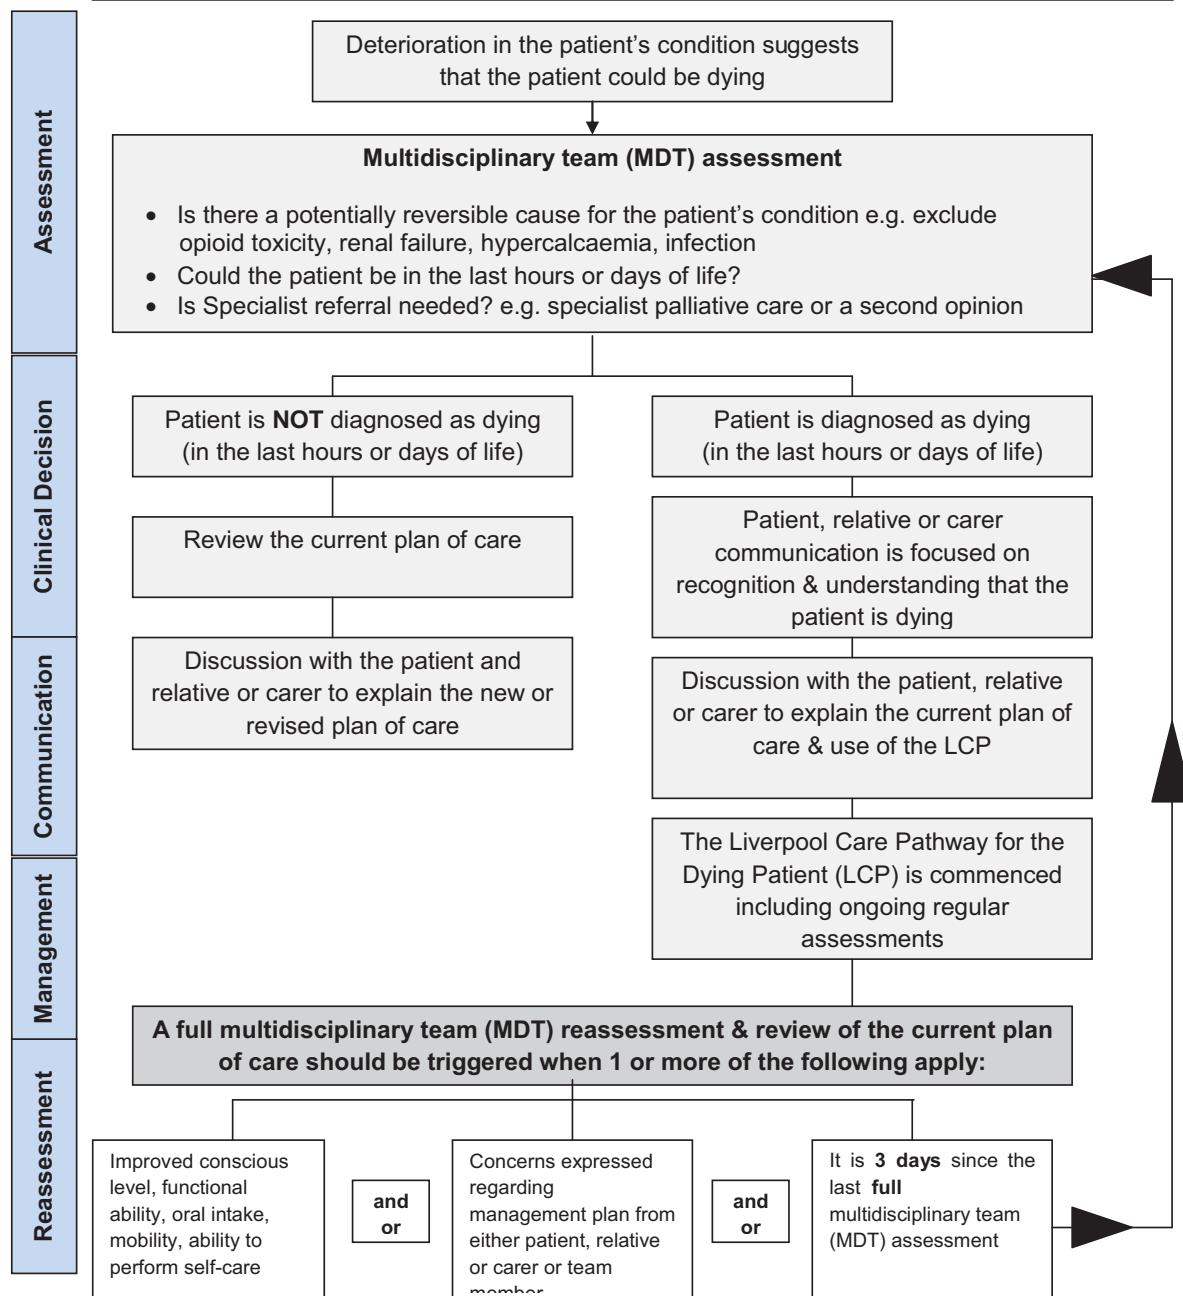 Assessment
Deterioration in the patient’s condition suggests
that the patient could be dying
Multidisciplinary team (MDT) assessment
• Is there a potentially reversible cause for the patient’s condition e.g. exclude
opioid toxicity, renal failure, hypercalcaemia, infection
• Could the patient be in the last hours or days of life?
• Is Specialist referral needed? e.g. specialist palliative care or a second opinion
Clinical Decision
Patient is NOT diagnosed as dying
(in the last hours or days of life)
Review the current plan of care
Patient is diagnosed as dying
(in the last hours or days of life)
Patient, relative or carer
communication is focused on
recognition & understanding that the
patient is dying
Communication
Discussion with the patient and
relative or carer to explain the new or
revised plan of care
Discussion with the patient, relative
or carer to explain the current plan of
care & use of the LCP
Management
The Liverpool Care Pathway for the
Dying Patient (LCP) is commenced
including ongoing regular
assessments
Reassessment
A full multidisciplinary team (MDT) reassessment & review of the current plan
of care should be triggered when 1 or more of the following apply:
Improved conscious
level, functional
ability, oral intake,
mobility, ability to
perform self-care
and
or
Concerns expressed
regarding
management plan from
either patient, relative
or carer or team
member
and
or
It is 3 days since the
last full
multidisciplinary team
(MDT) assessment